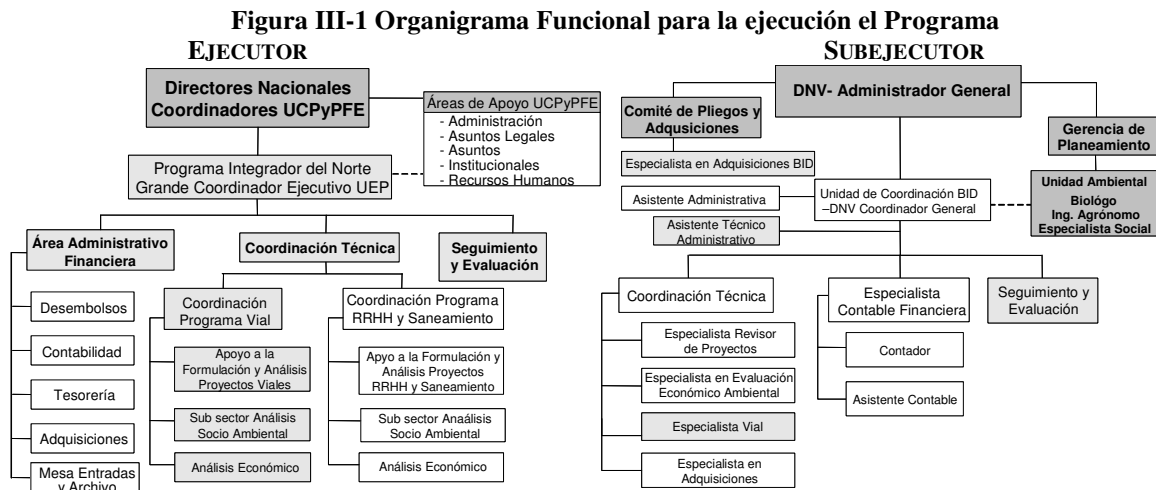 Figura III-1 Organigrama Funcional para la ejecución el Programa
EJECUTOR
Directores Nacionales
Coordinadores UCPyPFE
Áreas de Apoyo UCPyPFE
- Administración
- Asuntos Legales
- Asuntos
- Institucionales
- Recursos Humanos
Programa Integrador del Norte
Grande Coordinador Ejecutivo UEP
Área Administrativo
Financiera
Desembolsos
Contabilidad
Tesorería
Adquisiciones
Mesa Entradas
y Archivo
Coordinación Técnica
Coordinación
Programa Vial
Apoyo a la
Formulación y Análisis
Proyectos Viales
Sub sector Análisis
Socio Ambiental
Análisis Económico
Coordinación Programa
RRHH y Saneamiento
Apyo a la Formulación y
Análisis Proyectos
RRHH y Saneamiento
Sub sector Anaálisis
Socio Ambiental
Análisis Económico
Seguimiento
y Evaluación
SUBEJECUTOR
DNV- Administrador General
Comité de Pliegos y
Adqusiciones
Especialista en Adquisiciones BID
Asistente Administrativa
Asistente Técnico
Administrativo
Unidad de Coordinación BID
–DNV Coordinador General
Gerencia de
Planeamiento
Unidad Ambiental
Biológo
Ing. Agrónomo
Especialista Social
Coordinación Técnica
Especialista Revisor
de Proyectos
Especialista en Evaluación
Económico Ambiental
Especialista Vial
Especialista en
Adquisiciones
Especialista
Contable Financiera
Contador
Asistente Contable
Seguimiento y
Evaluación